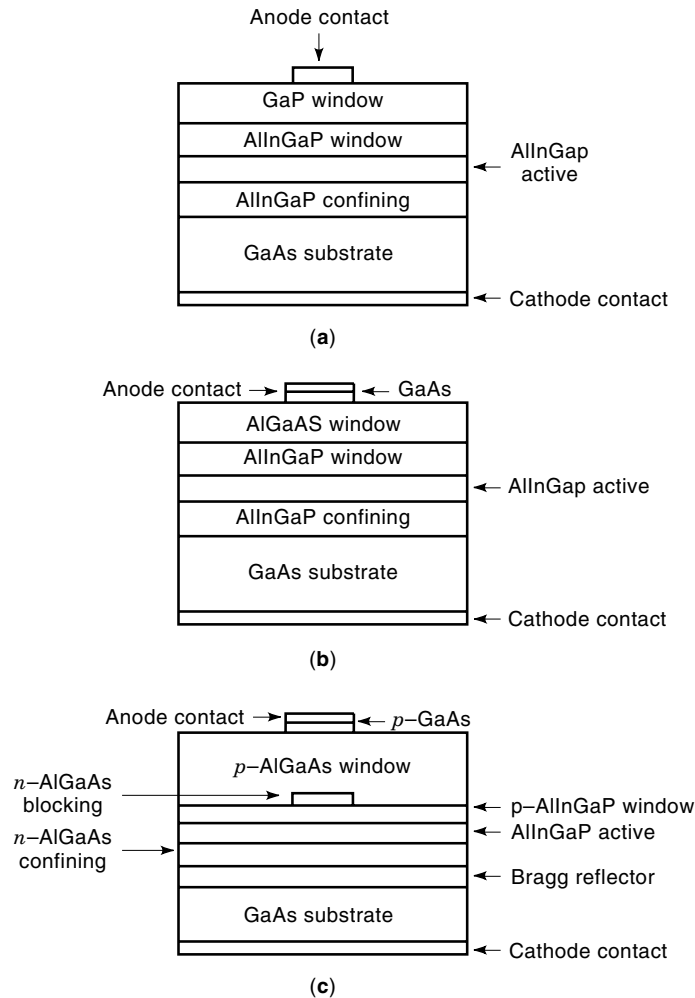 Anode contact
GaP window
AlInGaP window
AlInGap
active
AlInGaP confining
GaAs substrate
Cathode contact
(a)
Anode contact
GaAs
AlGaAS window
AlInGaP window
AlInGap active
AlInGaP confining
GaAs substrate
Cathode contact
(b)
Anode contact
p–GaAs
p–AlGaAs window
n–AlGaAs
blocking
p–AlInGaP window
AlInGaP active
n–AlGaAs
confining
Bragg reflector
GaAs substrate
Cathode contact
(c)